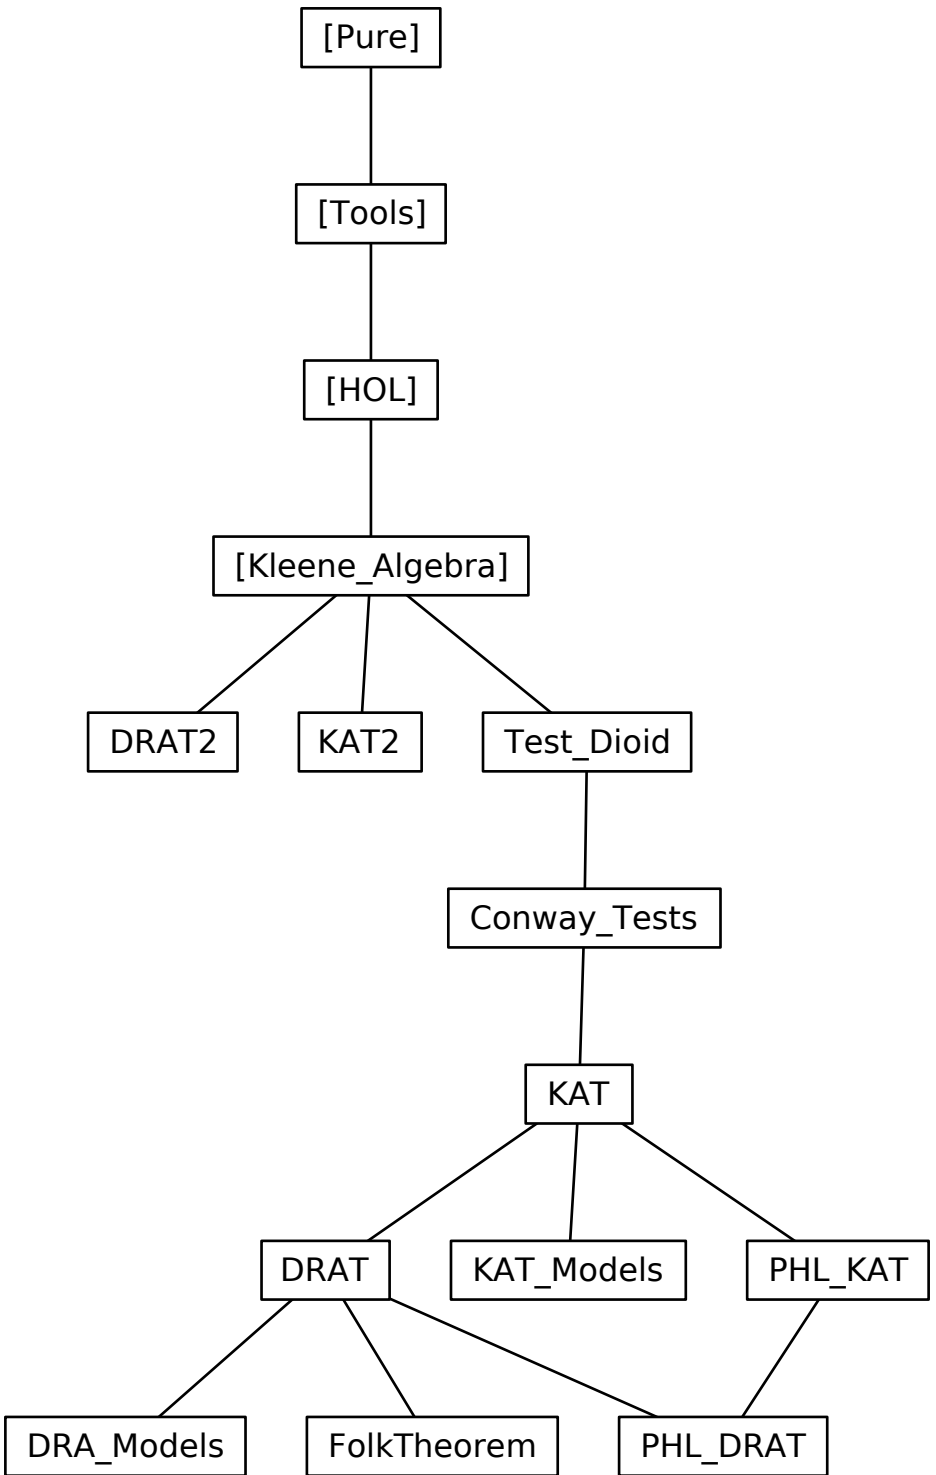 [Pure]
[Tools]
[HOL]
[Kleene_Algebra]
DRAT2
KAT2
Test_Dioid
Conway_Tests
KAT
DRAT
KAT_Models
PHL_KAT
DRA_Models
FolkTheorem
PHL_DRAT